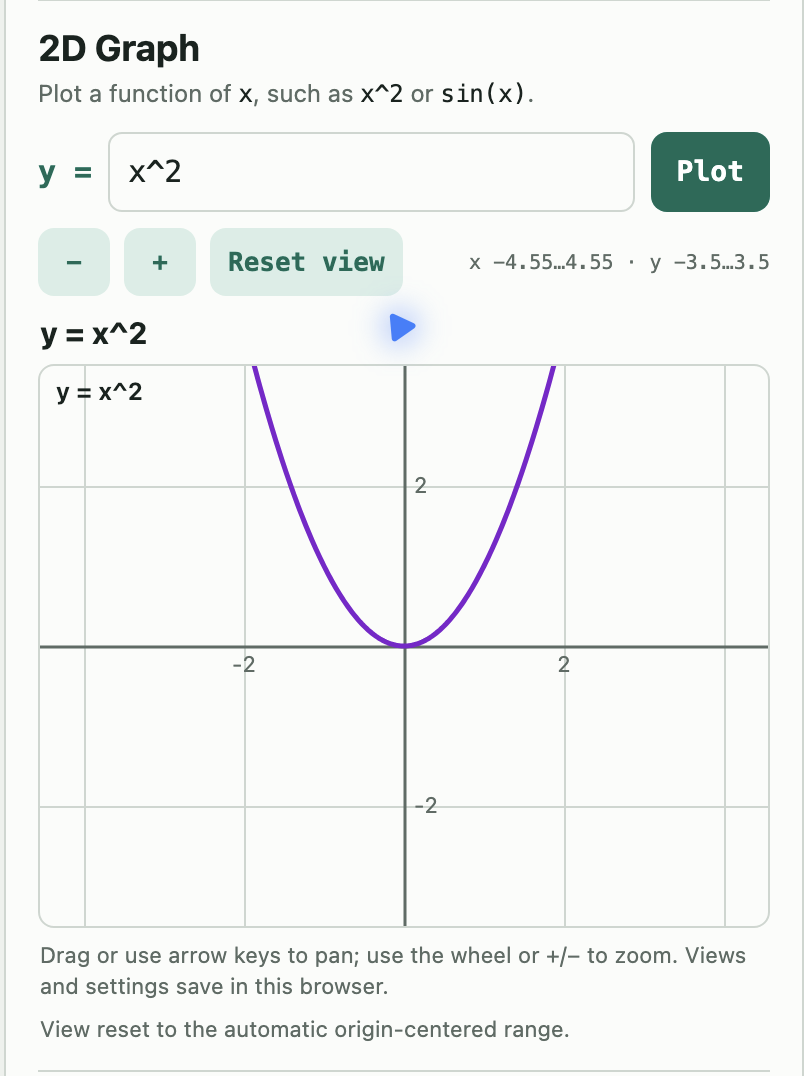 2D Graph
Plot a function of x, such as x^2 or sin(x).
y = x^2 Plot
− + Reset view x −4.55…4.55 · y −3.5…3.5
y = x^2
y = x^2
2
-2 2
-2
Drag or use arrow keys to pan; use the wheel or +/− to zoom. Views
and settings save in this browser.
View reset to the automatic origin-centered range.